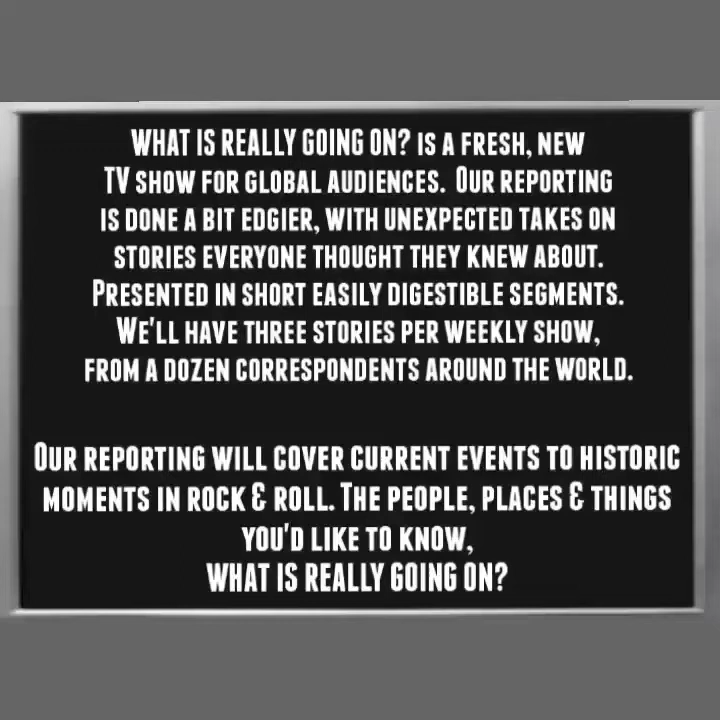 WHAT IS REALLY GOING ON? IS A FRESH, NEW
TV SHOW FOR GLOBAL AUDIENCES. OUR REPORTING
IS DONE A BIT EDGIER, WITH UNEXPECTED TAKES ON
STORIES EVERYONE THOUGHT THEY KNEW ABOUT.
PRESENTED IN SHORT EASILY DIGESTIBLE SEGMENTS.
WE'LL HAVE THREE STORIES PER WEEKLY SHOW,
FROM A DOZEN CORRESPONDENTS AROUND THE WORLD.
OUR REPORTING WILL COVER CURRENT EVENTS TO HISTORIC
MOMENTS IN ROCK & ROLL. THE PEOPLE, PLACES & THINGS
YOU'D LIKE TO KNOW,
WHAT IS REALLY GOING ON?